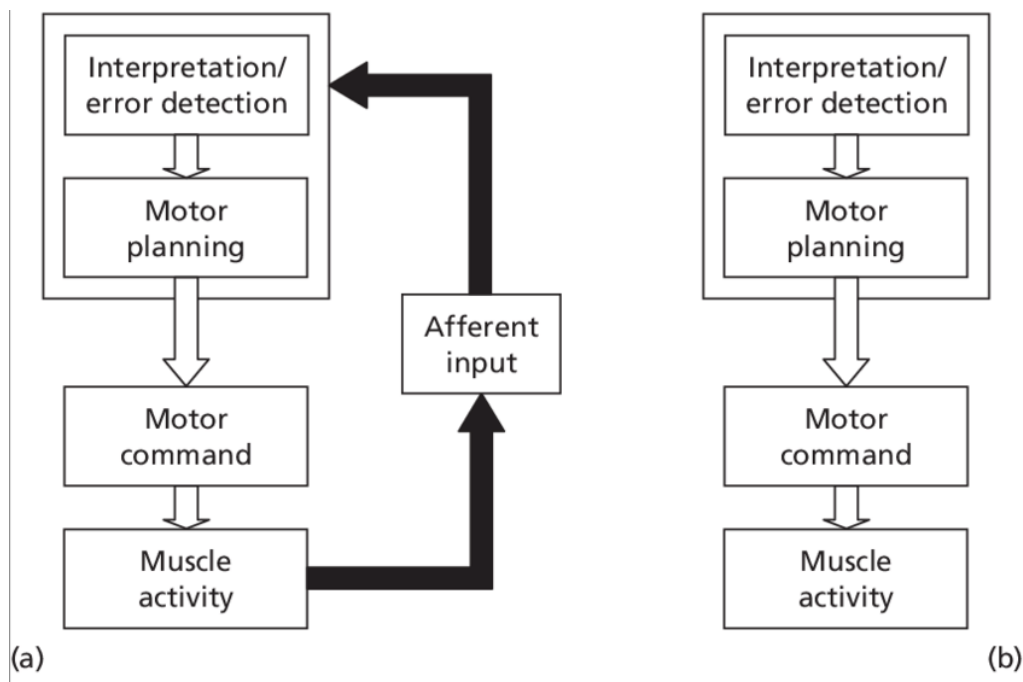 Interpretation/
error detection
Motor
planning
Afferent
input
Motor
command
Muscle
activity
(a)
Interpretation/
error detection
Motor
planning
Motor
command
Muscle
activity
(b)